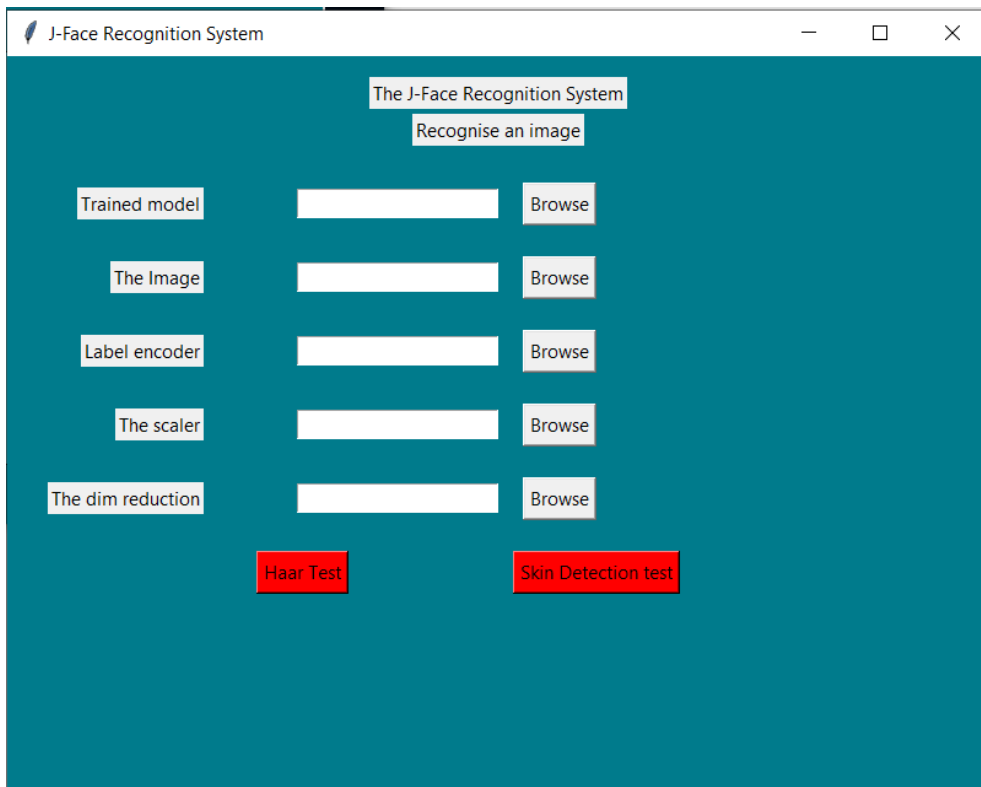 J-Face Recognition System
The J-Face Recognition System
Recognise an image
Trained model Browse
The Image Browse
Label encoder Browse
The scaler Browse
The dim reduction Browse
Haar Test Skin Detection test